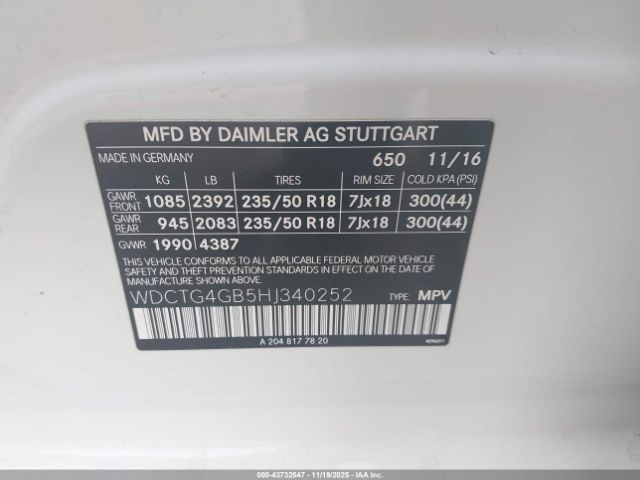 MFD BY DAIMLER AG STUTTGART
MADE IN GERMANY 650 11/16
KG LB TIRES RIM SIZE COLD KPA (PSI)
GAWR FRONT 1085 2392 235/50 R18 7Jx18 300(44)
GAWR REAR 945 2083 235/50 R18 7Jx18 300(44)
GVWR 1990 4387
THIS VEHICLE CONFORMS TO ALL APPLICABLE FEDERAL MOTOR VEHICLE
SAFETY, BUMPER, AND THEFT PREVENTION STANDARDS IN EFFECT
ON THE DATE OF MANUFACTURE SHOWN ABOVE.
WDCTG4GB5HJ340252 TYPE: MPV
A 204 817 78 20
000-43732547 - 11/19/2025 - © Copyright 2025 IAA, LLC